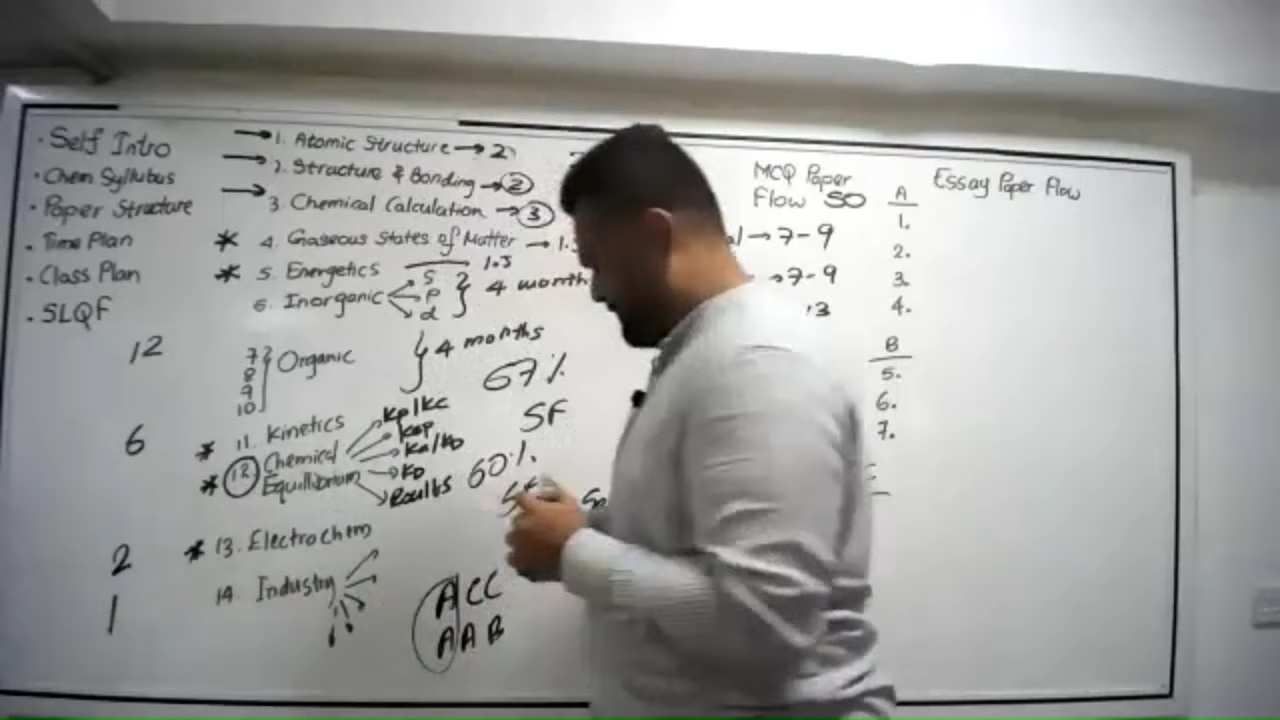 · Self Intro
· Chem Syllabus
· Paper Structure
· Time Plan
· Class Plan
· SLQF
12
6
2
1
→ 1. Atomic Structure → 2
→ 2. Structure & Bonding → 2
→ 3. Chemical Calculation → 3
* 4. Gaseous States of Matter → 1.5
* 5. Energetics 1.5
6. Inorganic s p d } 4 month
7 8 9 10 Organic } 4 months
* 11. Kinetics
* 12 Chemical Equillibrium
Kp/Kc
Ksp
Ka/Kb
KD
Roults
* 13. ElectroChem
14. Industry
67%
SF
60%
ACC
AAB
MCQ Paper
Flow 50
→ 7-9
→ 7-9
13
A
1.
2.
3.
4.
B
5.
6.
7.
Essay Paper Flow